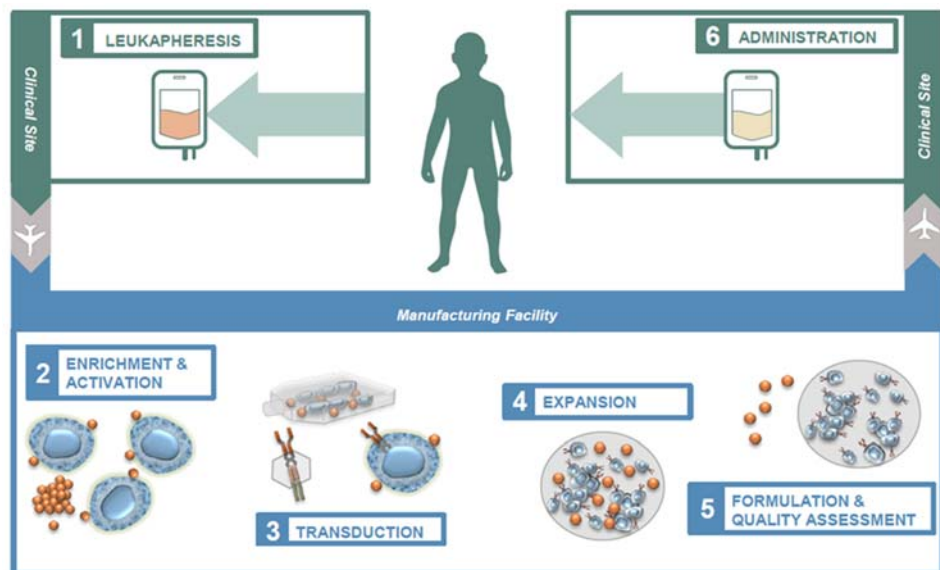 1 LEUKAPHERESIS
6 ADMINISTRATION
Clinical Site
Clinical Site
Manufacturing Facility
2 ENRICHMENT &
ACTIVATION
3 TRANSDUCTION
4 EXPANSION
5 FORMULATION &
QUALITY ASSESSMENT